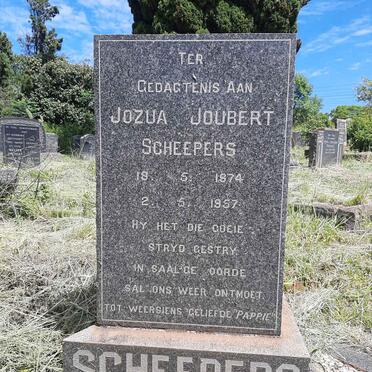 TER
GEDAGTENIS AAN
JOZUA JOUBERT
SCHEEPERS
19. 5. 1874
2. 5. 1957
HY HET DIE GOEIE
STRYD GESTRY
IN SAAL'GE OORDE
SAL ONS WEER ONTMOET
TOT WEERSIENS GELIEFDE "PAPPIE"
SCHEEPERS